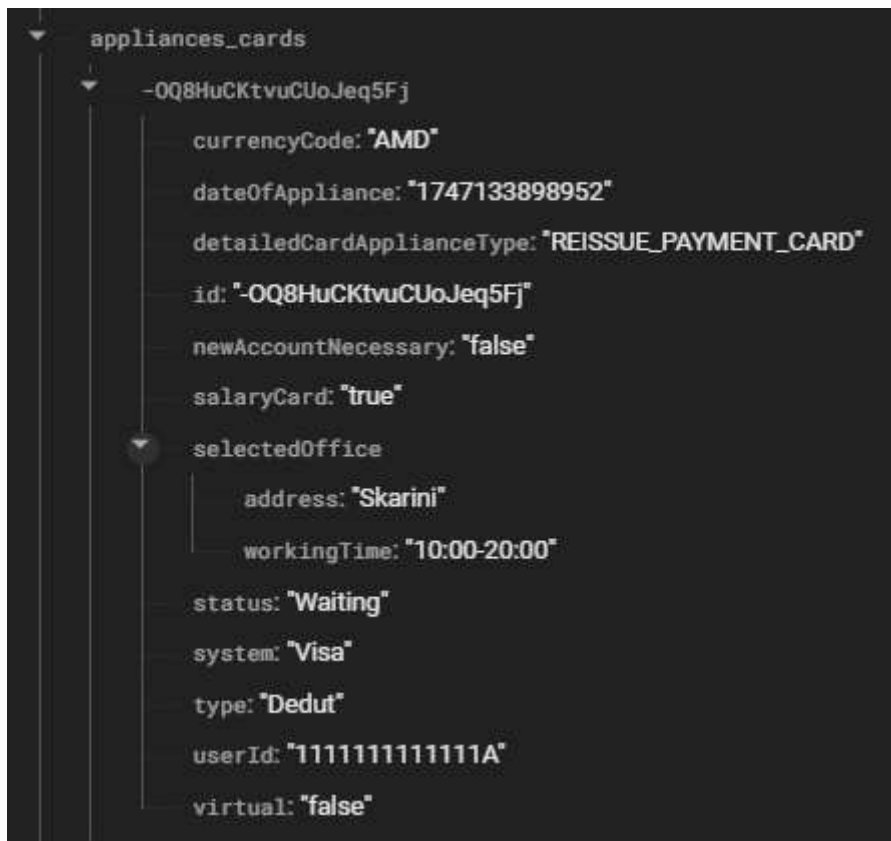 appliances_cards
-OQ8HuCKtvuCUoJeq5Fj
currencyCode: "AMD"
dateOfAppliance: "1747133898952"
detailedCardApplianceType: "REISSUE_PAYMENT_CARD"
id: "-OQ8HuCKtvuCUoJeq5Fj"
newAccountNecessary: "false"
salaryCard: "true"
selectedOffice
address: "Skarini"
workingTime: "10:00-20:00"
status: "Waiting"
system: "Visa"
type: "Dedut"
userId: "1111111111111A"
virtual: "false"